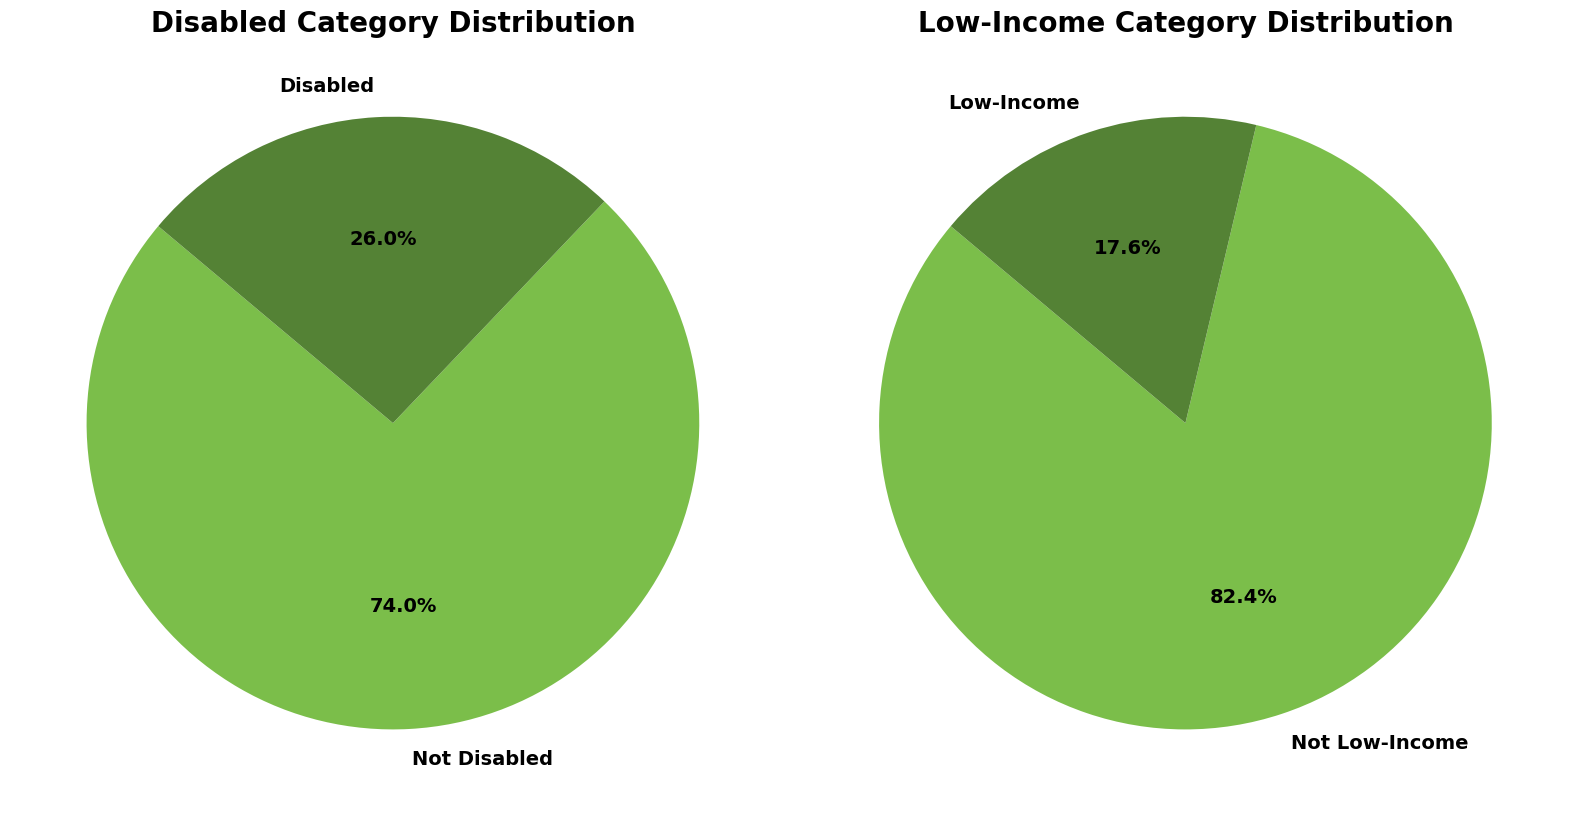 Disabled Category Distribution
Disabled
26.0%
74.0%
Not Disabled
Low-Income Category Distribution
Low-Income
17.6%
82.4%
Not Low-Income